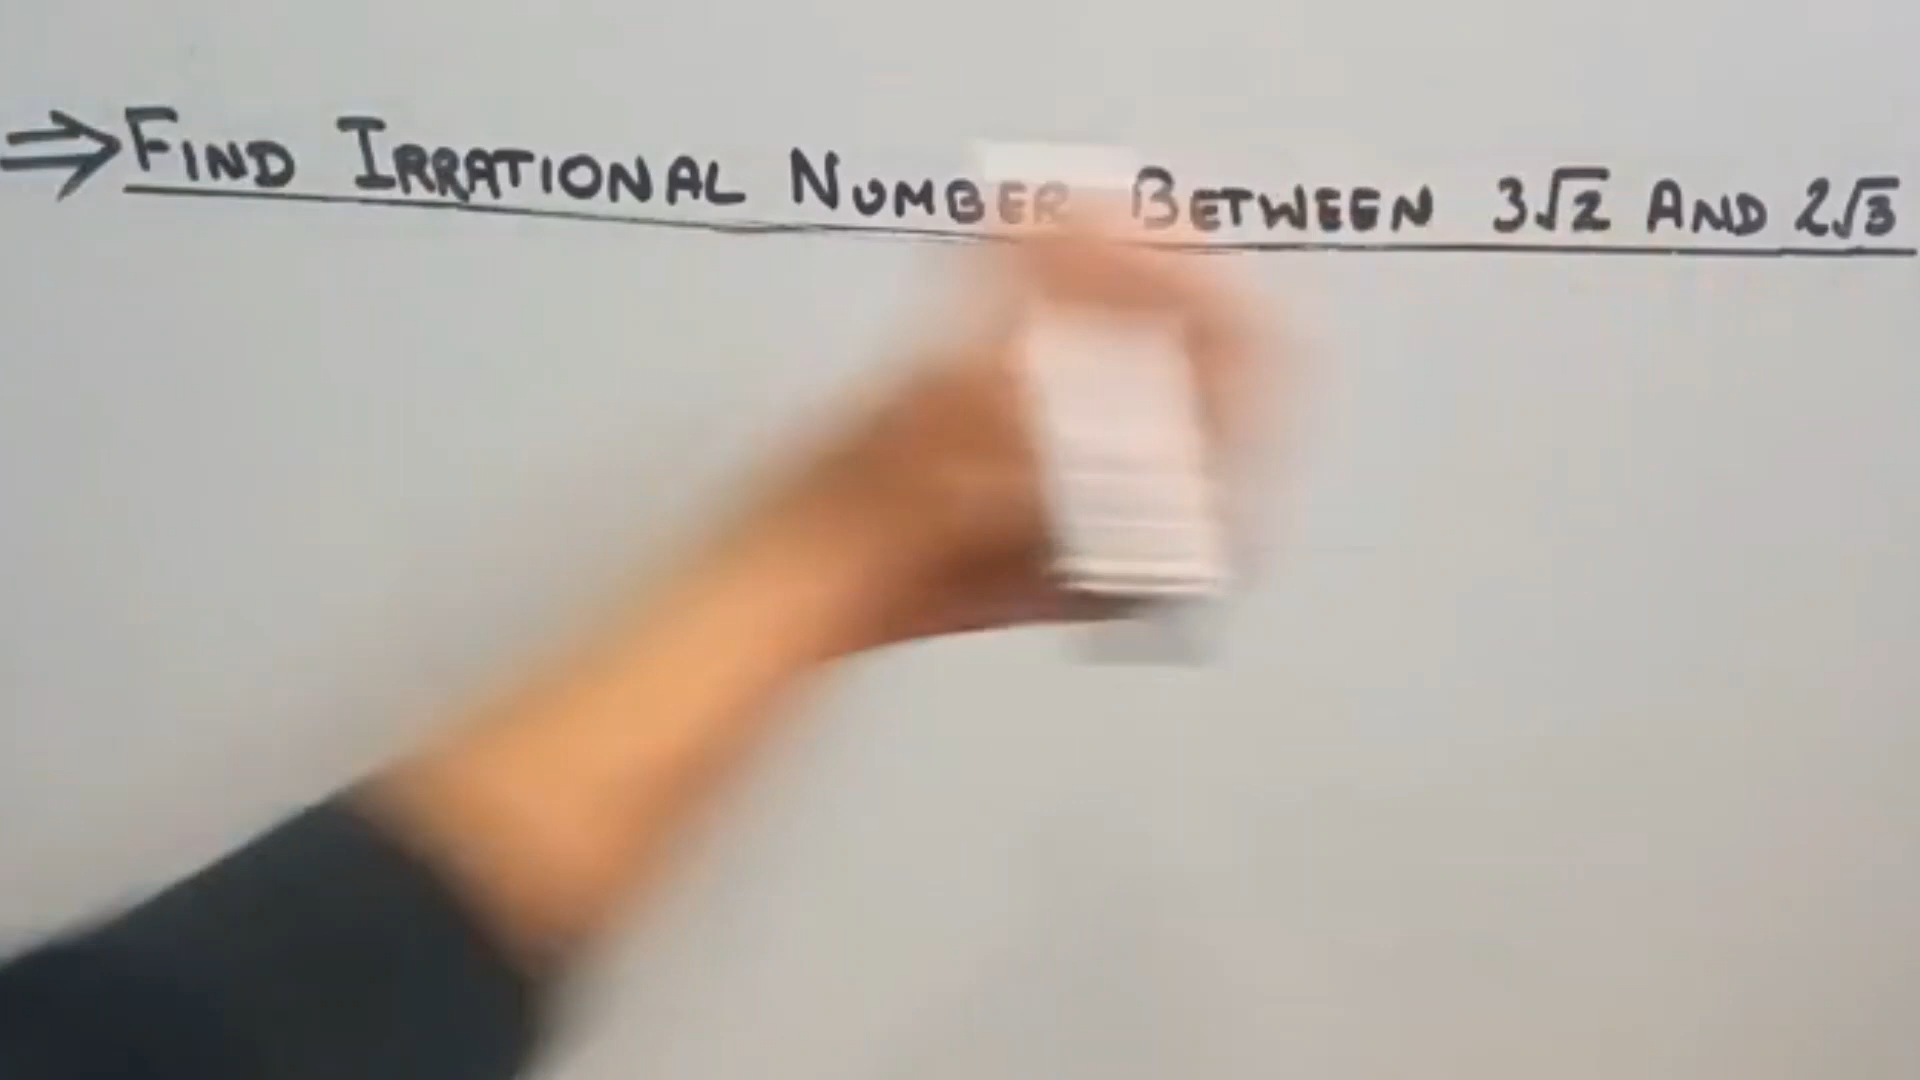 ⇒ FIND IRRATIONAL NUMBER BETWEEN 3√2 AND 2√3